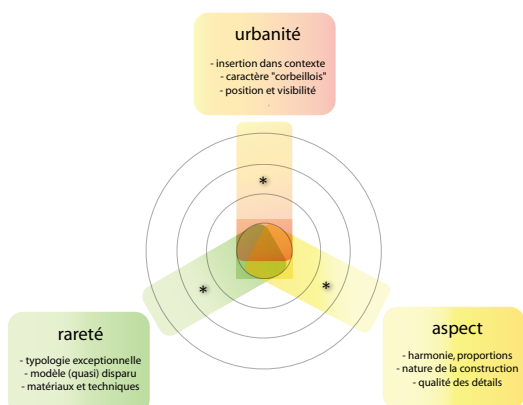 urbanité
- insertion dans contexte
- caractère "corbeillois"
- position et visibilité
*
*
*
rareté
- typologie exceptionnelle
- modèle (quasi) disparu
- matériaux et techniques
aspect
- harmonie, proportions
- nature de la construction
- qualité des détails